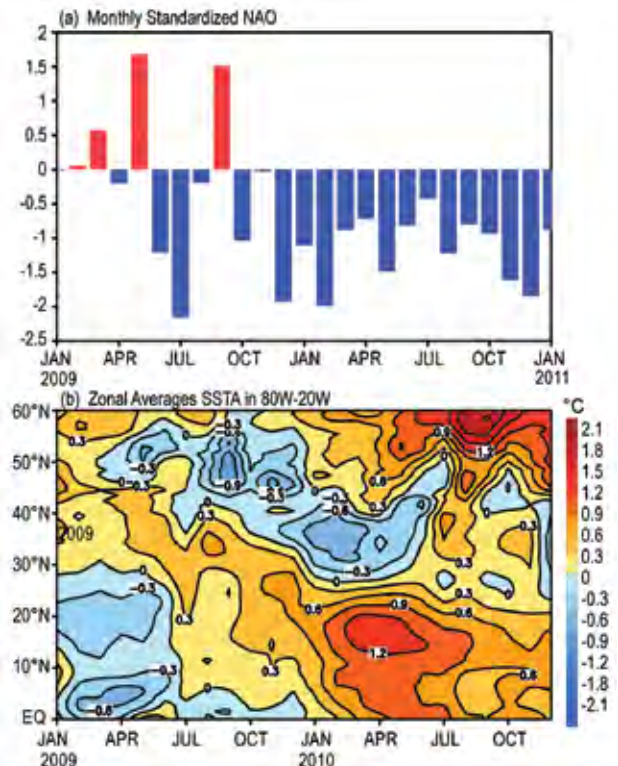 (a) Monthly Standardized NAO
2
1.5
1
0.5
0
-0.5
-1
-1.5
-2
-2.5
JAN APR JUL OCT JAN APR JUL OCT JAN
2009 2011
(b) Zonal Averages SSTA in 80W-20W
°C
60°N
50°N
40°N
2009
30°N
20°N
10°N
EQ
JAN APR JUL OCT JAN APR JUL OCT
2009 2010
2.1
1.8
1.5
1.2
0.9
0.6
0.3
0
-0.3
-0.6
-0.9
-1.2
-1.8
-2.1